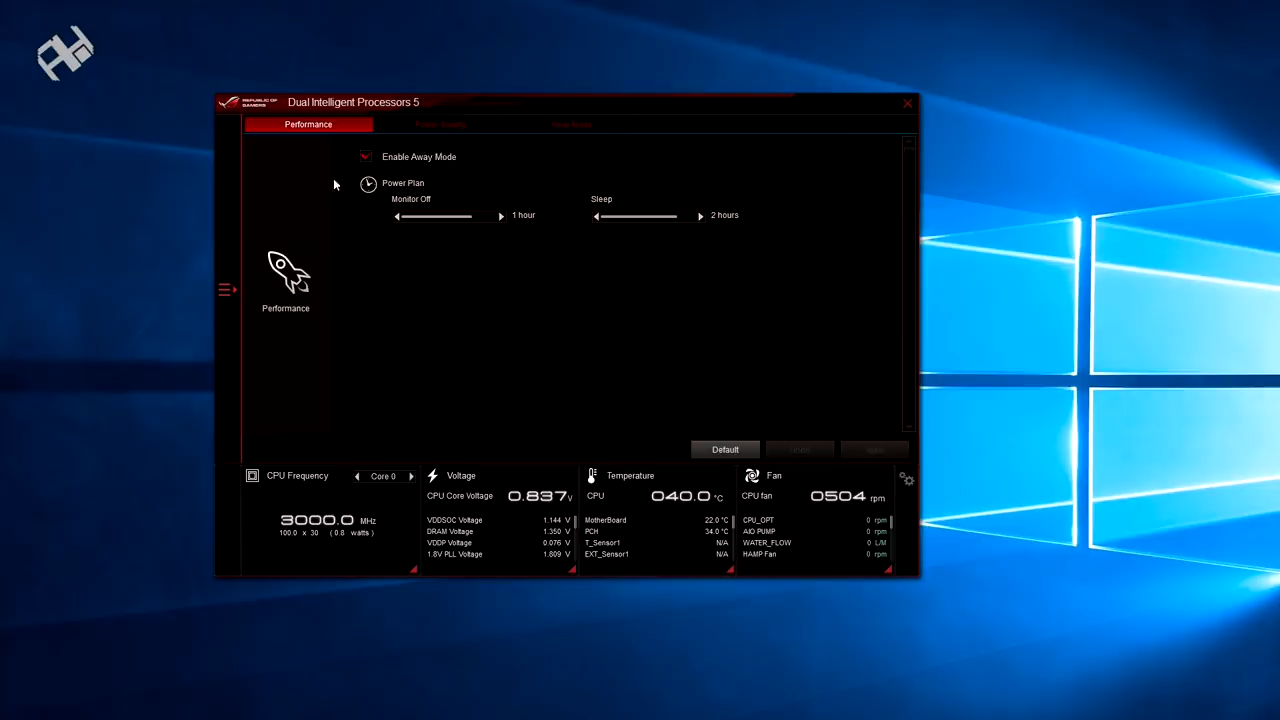 REPUBLIC OF
GAMERS
Dual Intelligent Processors 5
Performance
Enable Away Mode
Power Plan
Monitor Off
Sleep
1 hour
2 hours
Performance
Default
CPU Frequency
Core 0
3000.0 MHz
100.0 x 30 ( 0.8 watts )
Voltage
CPU Core Voltage 0.837 V
VDDSOC Voltage 1.144 V
DRAM Voltage 1.350 V
VDDP Voltage 0.076 V
1.8V PLL Voltage 1.809 V
Temperature
CPU 040.0 °C
MotherBoard 22.0 °C
PCH 34.0 °C
T_Sensor1 N/A
EXT_Sensor1 N/A
Fan
CPU fan 0504 rpm
CPU_OPT 0 rpm
AIO PUMP 0 rpm
WATER_FLOW 0 L/M
HAMP Fan 0 rpm